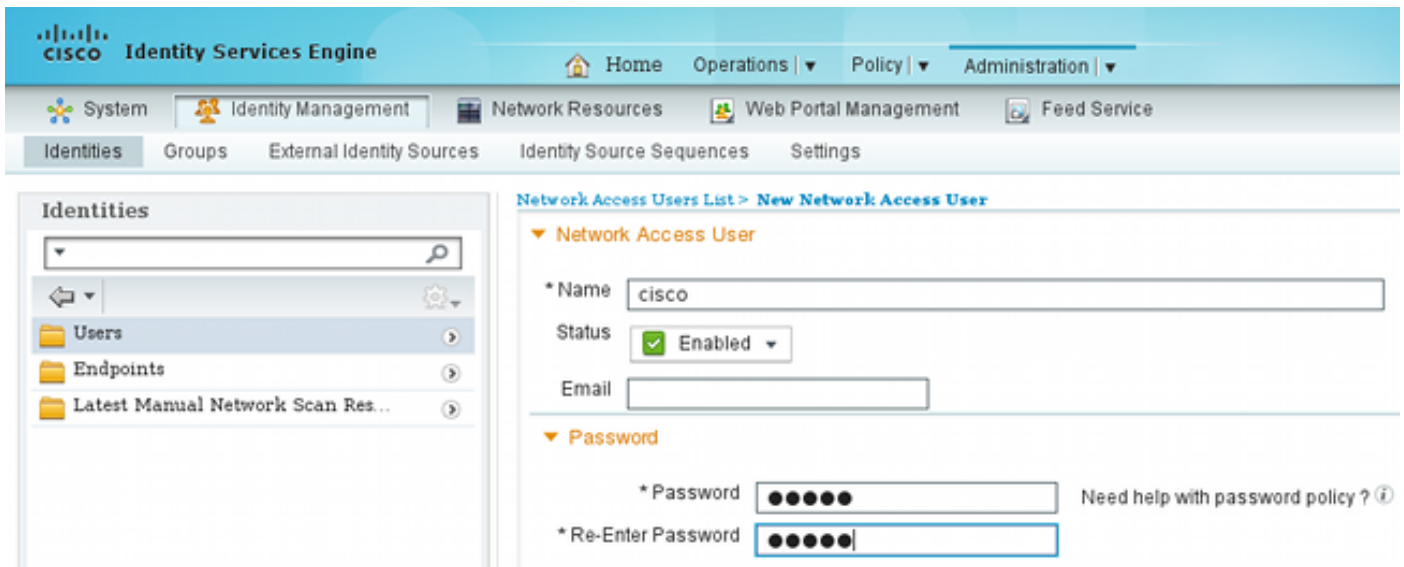 cisco Identity Services Engine
Home Operations | Policy | Administration |
System Identity Management Network Resources Web Portal Management Feed Service
Identities Groups External Identity Sources Identity Source Sequences Settings
Identities
Users
Endpoints
Latest Manual Network Scan Res...
Network Access Users List > New Network Access User
Network Access User
* Name cisco
Status Enabled
Email
Password
* Password ●●●●● Need help with password policy ? i
* Re-Enter Password ●●●●●